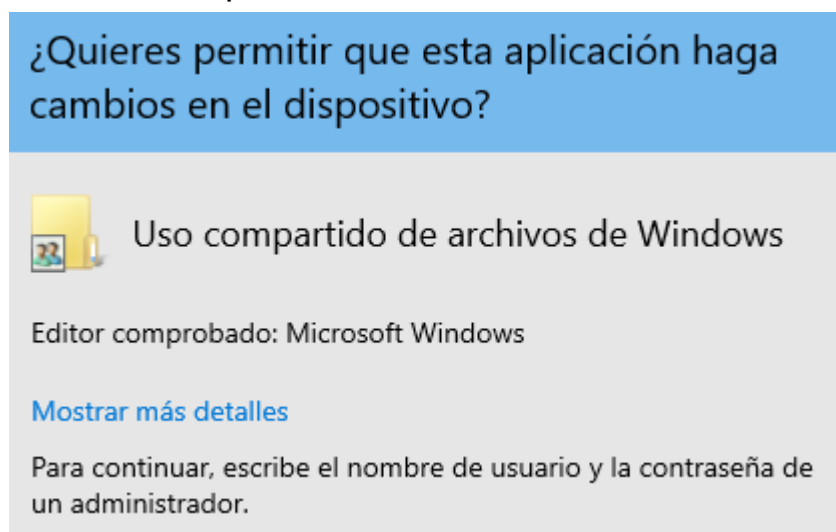 ¿Quieres permitir que esta aplicación haga
cambios en el dispositivo?
Uso compartido de archivos de Windows
Editor comprobado: Microsoft Windows
Mostrar más detalles
Para continuar, escribe el nombre de usuario y la contraseña de
un administrador.